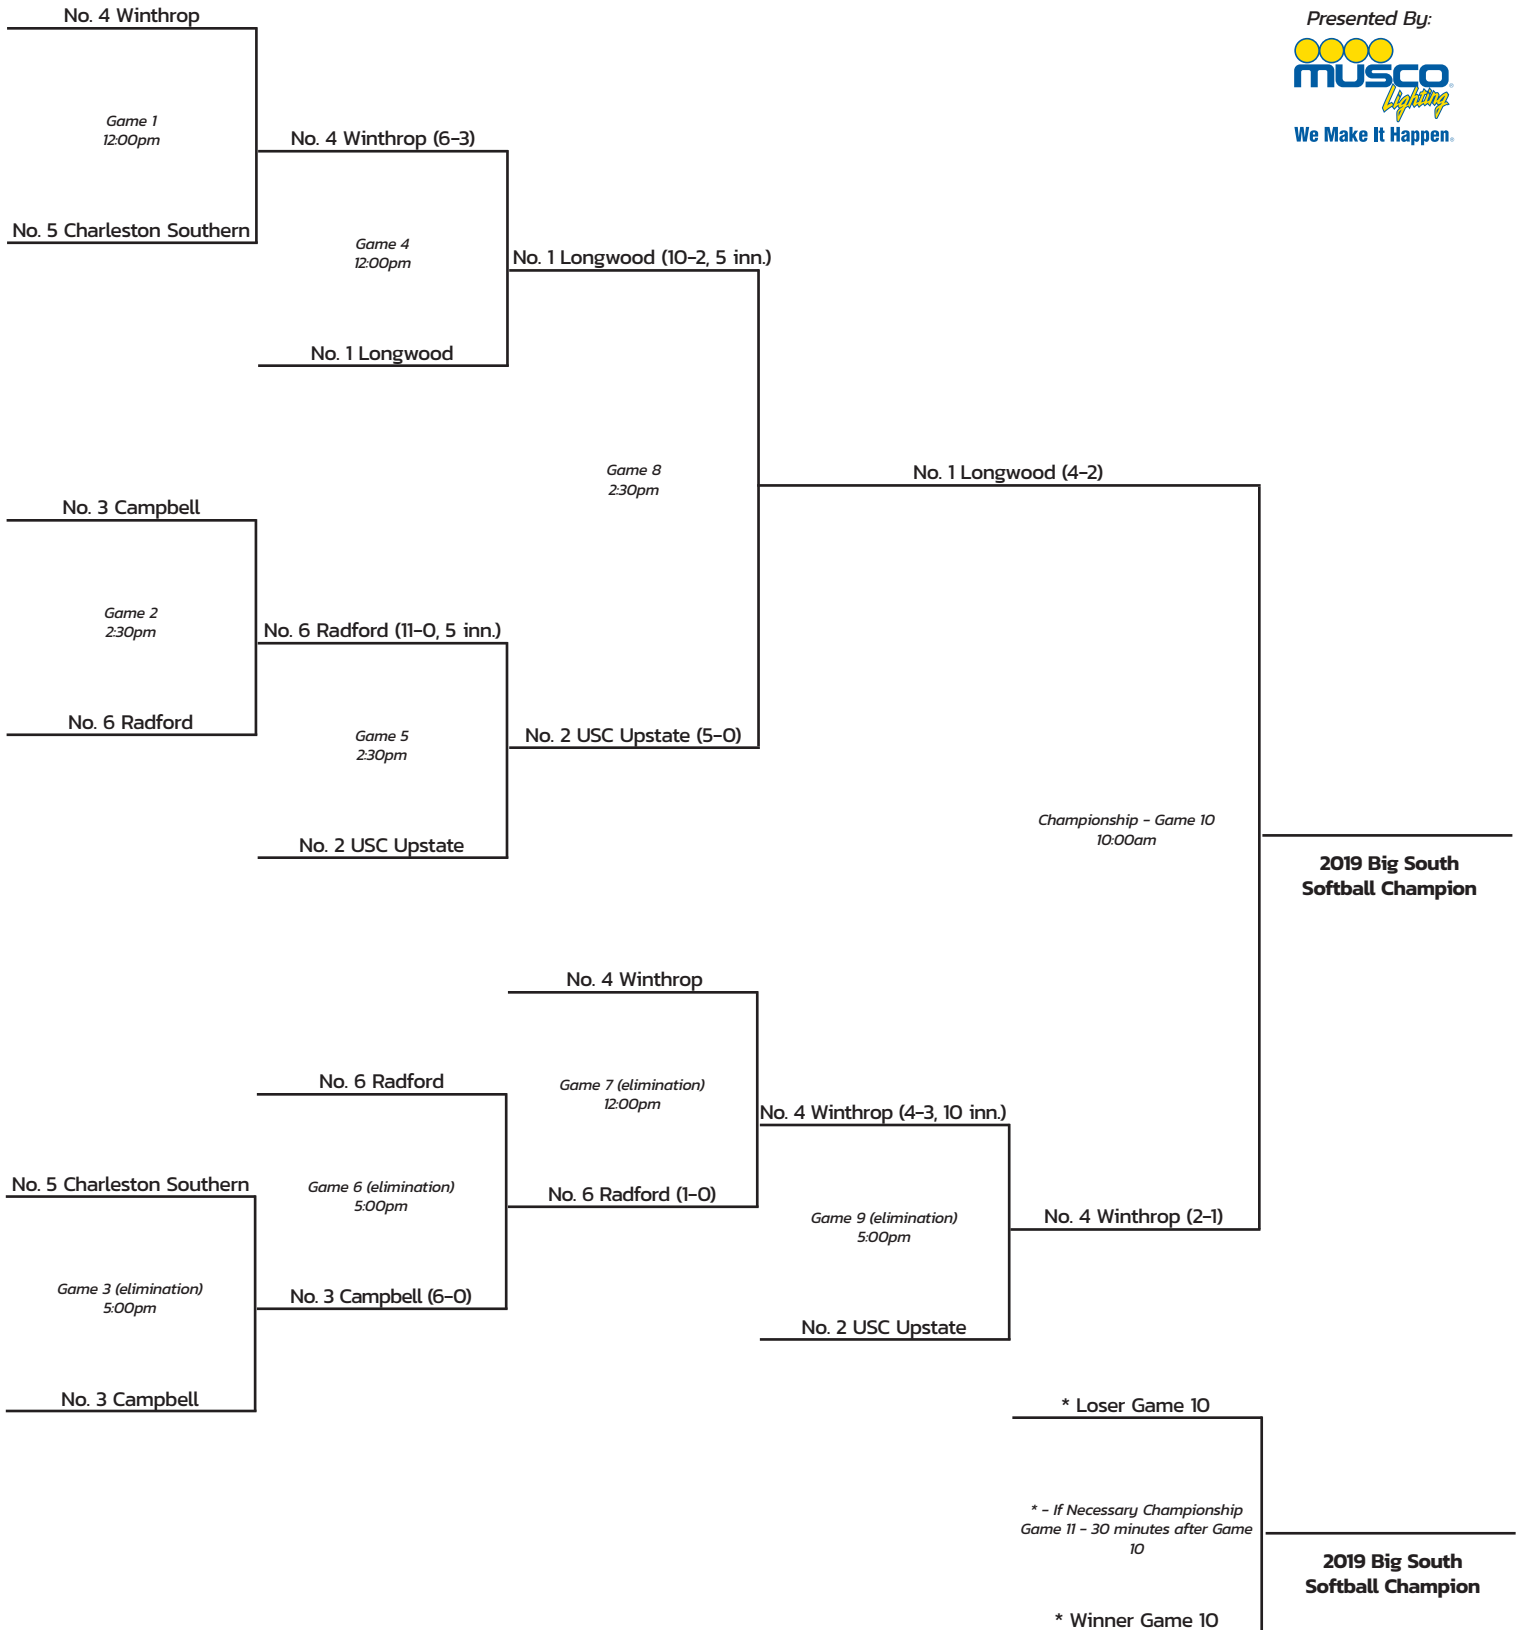 No. 4 Winthrop
Presented By:
musco
Lighting
We Make It Happen.
Game 1
12:00pm
No. 4 Winthrop (6-3)
No. 5 Charleston Southern
Game 4
12:00pm
No. 1 Longwood (10-2, 5 inn.)
No. 1 Longwood
Game 8
2:30pm
No. 1 Longwood (4-2)
No. 3 Campbell
Game 2
2:30pm
No. 6 Radford (11-0, 5 inn.)
No. 6 Radford
Game 5
2:30pm
No. 2 USC Upstate (5-0)
No. 2 USC Upstate
Championship - Game 10
10:00am
2019 Big South
Softball Champion
No. 4 Winthrop
No. 6 Radford
Game 7 (elimination)
12:00pm
No. 4 Winthrop (4-3, 10 inn.)
No. 5 Charleston Southern
Game 6 (elimination)
5:00pm
No. 6 Radford (1-0)
Game 9 (elimination)
5:00pm
No. 4 Winthrop (2-1)
Game 3 (elimination)
5:00pm
No. 3 Campbell (6-0)
No. 2 USC Upstate
No. 3 Campbell
* Loser Game 10
* - If Necessary Championship
Game 11 - 30 minutes after Game
10
2019 Big South
Softball Champion
* Winner Game 10